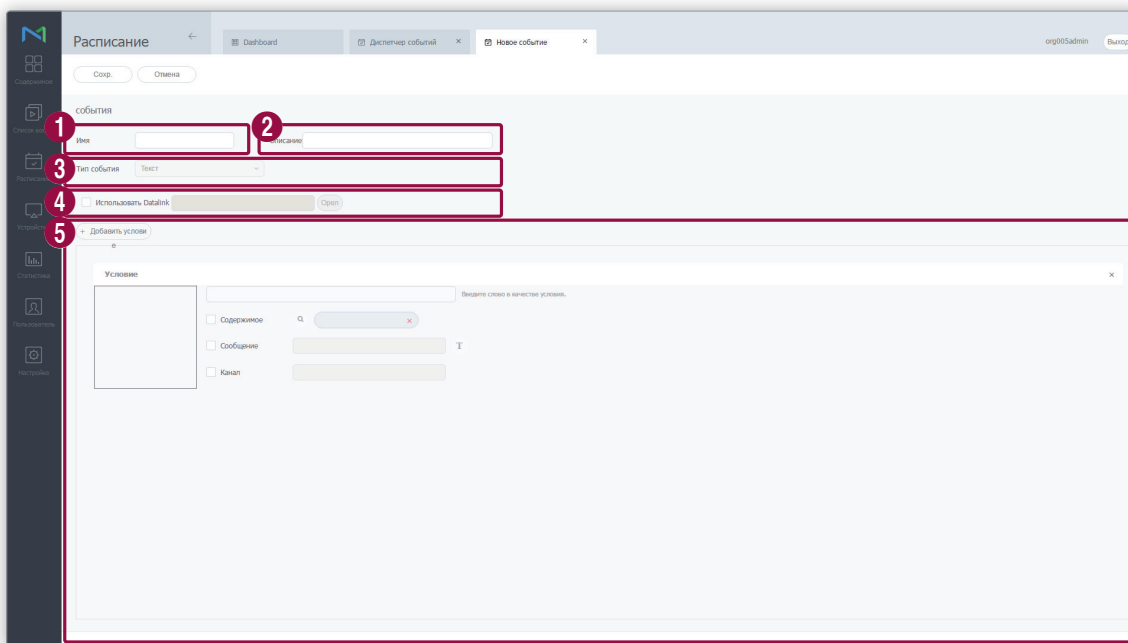 Расписание
Dashboard
Диспетчер событий
Новое событие
org005admin
Выход
Содержимое
Сохр.
Отмена
события
1
Имя
2
писание
3
Тип события
Текст
Расписание
4
Использовать Datalink
Open
Устройств
5
+ Добавить услови
е
Условие
Статистика
Введите слово в качестве условия.
Содержимое
Пользователь
Сообщение
T
Канал
Настройка